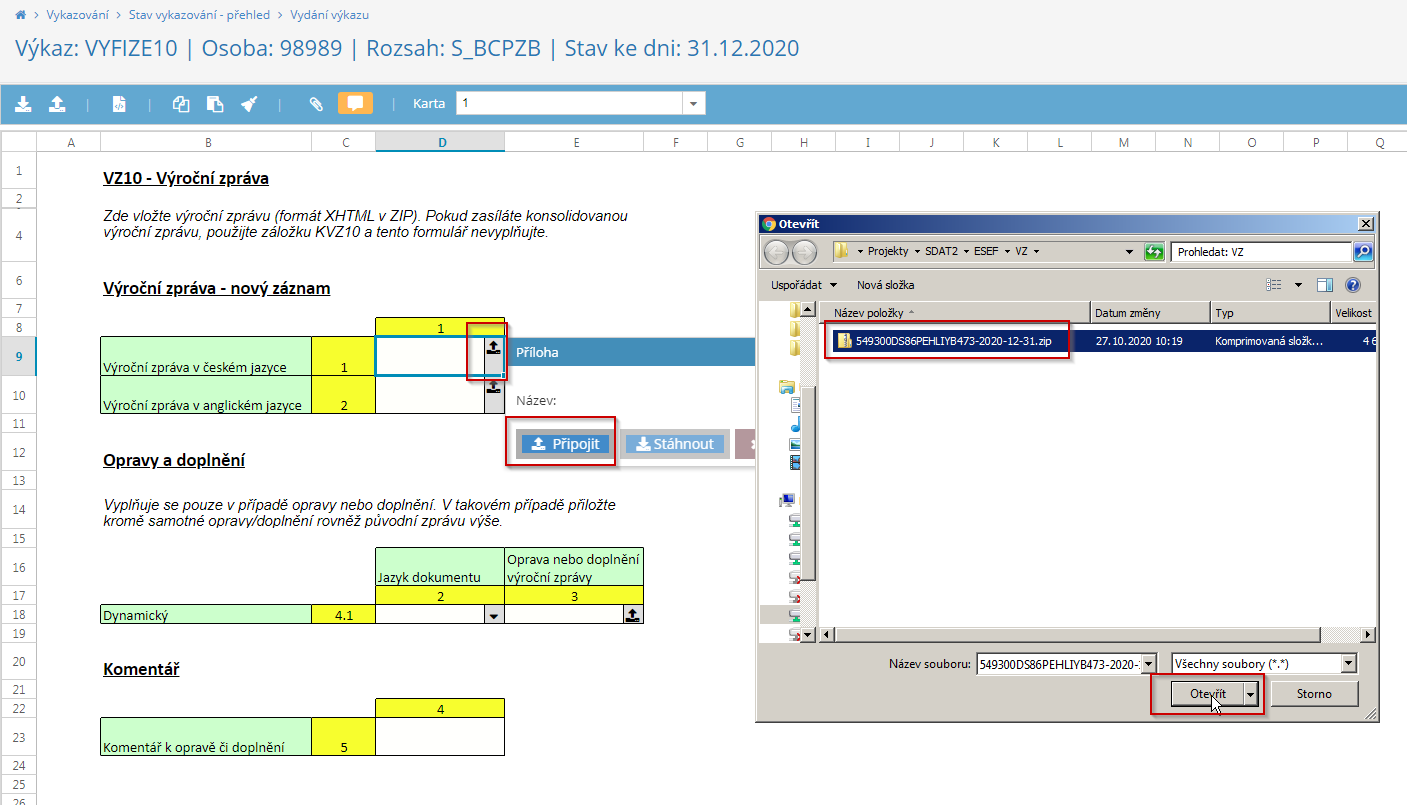 Vykazování > Stav vykazování - přehled > Vydání výkazu
Výkaz: VYFIZE10 | Osoba: 98989 | Rozsah: S_BCPZB | Stav ke dni: 31.12.2020
Karta 1
A B C D E F G H I J K L M N O P Q
1 VZ10 - Výroční zpráva
2
Zde vložte výroční zprávu (formát XHTML v ZIP). Pokud zasíláte konsolidovanou
4 výroční zprávu, použijte záložku KVZ10 a tento formulář nevyplňujte.
6 Výroční zpráva - nový záznam
7
8 1
9 Výroční zpráva v českém jazyce 1
10 Výroční zpráva v anglickém jazyce 2
Příloha
Název:
Připojit Stáhnout
11
12 Opravy a doplnění
13
14 Vyplňuje se pouze v případě opravy nebo doplnění. V takovém případě přiložte
kromě samotné opravy/doplnění rovněž původní zprávu výše.
15
16 Jazyk dokumentu Oprava nebo doplnění
výroční zprávy
17 2 3
18 Dynamický 4.1
19
20 Komentář
21
22 4
23 Komentář k opravě či doplnění 5
24
25
26
Otevřít
Projekty SDAT2 ESEF VZ Prohledat: VZ
Uspořádat Nová složka
Název položky Datum změny Typ Velikost
549300DS86PEHLIYB473-2020-12-31.zip 27.10.2020 10:19 Komprimovaná složk... 4 6
Název souboru: 549300DS86PEHLIYB473-2020- Všechny soubory (*.*)
Otevřít Storno